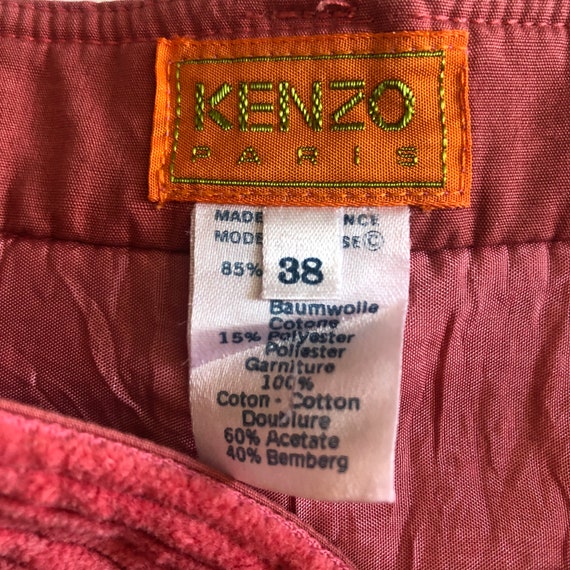 KENZO
PARIS
MADE NCE
MODE SE ©
85% 38
Baumwolle
Cotone
15% Polyester
Poliester
Garniture
100%
Coton - Cotton
Doublure
60% Acetate
40% Bemberg